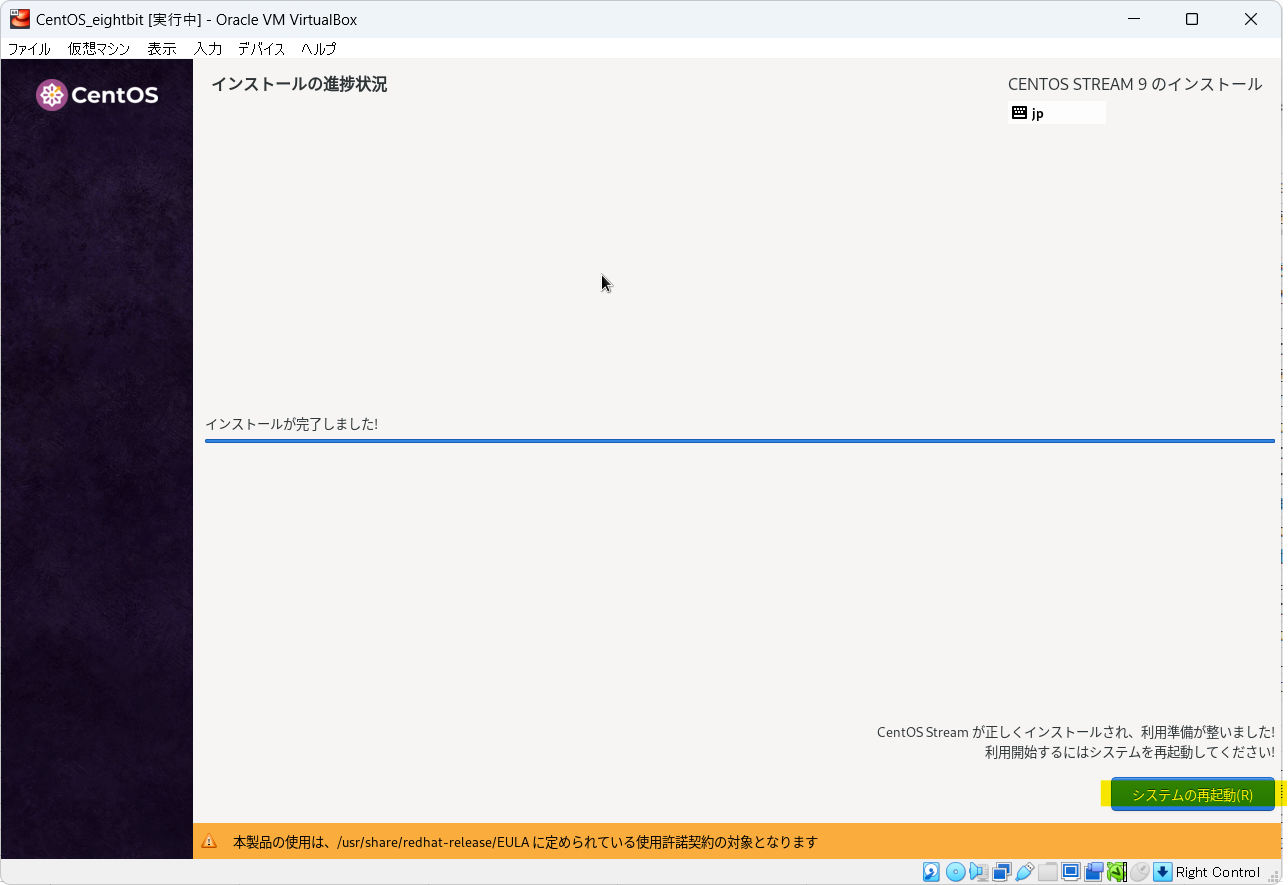 CentOS_eightbit [実行中] - Oracle VM VirtualBox
ファイル 仮想マシン 表示 入力 デバイス ヘルプ
CentOS
インストールの進捗状況
CENTOS STREAM 9 のインストール
jp
インストールが完了しました!
CentOS Stream が正しくインストールされ、利用準備が整いました!
利用開始するにはシステムを再起動してください!
システムの再起動(R)
本製品の使用は、/usr/share/redhat-release/EULA に定められている使用許諾契約の対象となります
Right Control